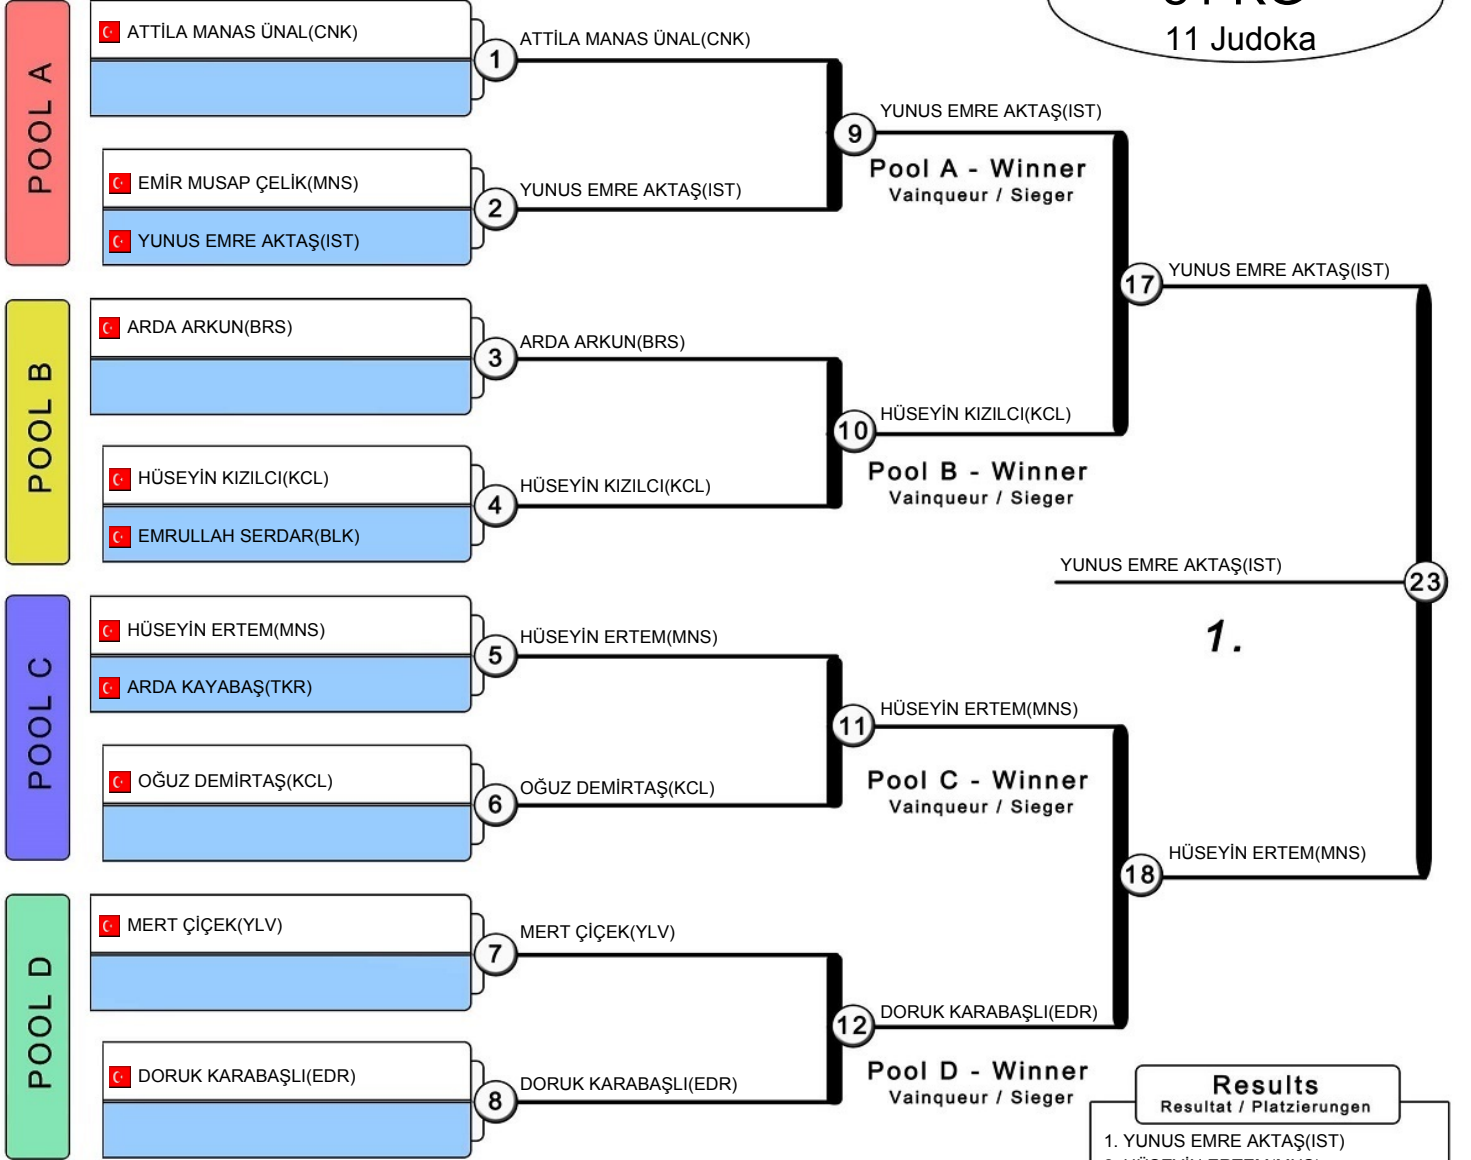 11 Judoka
POOL A
ATTİLA MANAS ÜNAL(CNK)
1
ATTİLA MANAS ÜNAL(CNK)
EMİR MUSAP ÇELİK(MNS)
YUNUS EMRE AKTAŞ(IST)
2
YUNUS EMRE AKTAŞ(IST)
9
YUNUS EMRE AKTAŞ(IST)
Pool A - Winner
Vainqueur / Sieger
POOL B
ARDA ARKUN(BRS)
3
ARDA ARKUN(BRS)
HÜSEYİN KIZILCI(KCL)
EMRULLAH SERDAR(BLK)
4
HÜSEYİN KIZILCI(KCL)
10
HÜSEYİN KIZILCI(KCL)
Pool B - Winner
Vainqueur / Sieger
17
YUNUS EMRE AKTAŞ(IST)
YUNUS EMRE AKTAŞ(IST)
23
1.
POOL C
HÜSEYİN ERTEM(MNS)
ARDA KAYABAŞ(TKR)
5
HÜSEYİN ERTEM(MNS)
OĞUZ DEMİRTAŞ(KCL)
6
OĞUZ DEMİRTAŞ(KCL)
11
HÜSEYİN ERTEM(MNS)
Pool C - Winner
Vainqueur / Sieger
18
HÜSEYİN ERTEM(MNS)
POOL D
MERT ÇİÇEK(YLV)
7
MERT ÇİÇEK(YLV)
DORUK KARABAŞLI(EDR)
8
DORUK KARABAŞLI(EDR)
12
DORUK KARABAŞLI(EDR)
Pool D - Winner
Vainqueur / Sieger
Results
Resultat / Platzierungen
1. YUNUS EMRE AKTAŞ(IST)